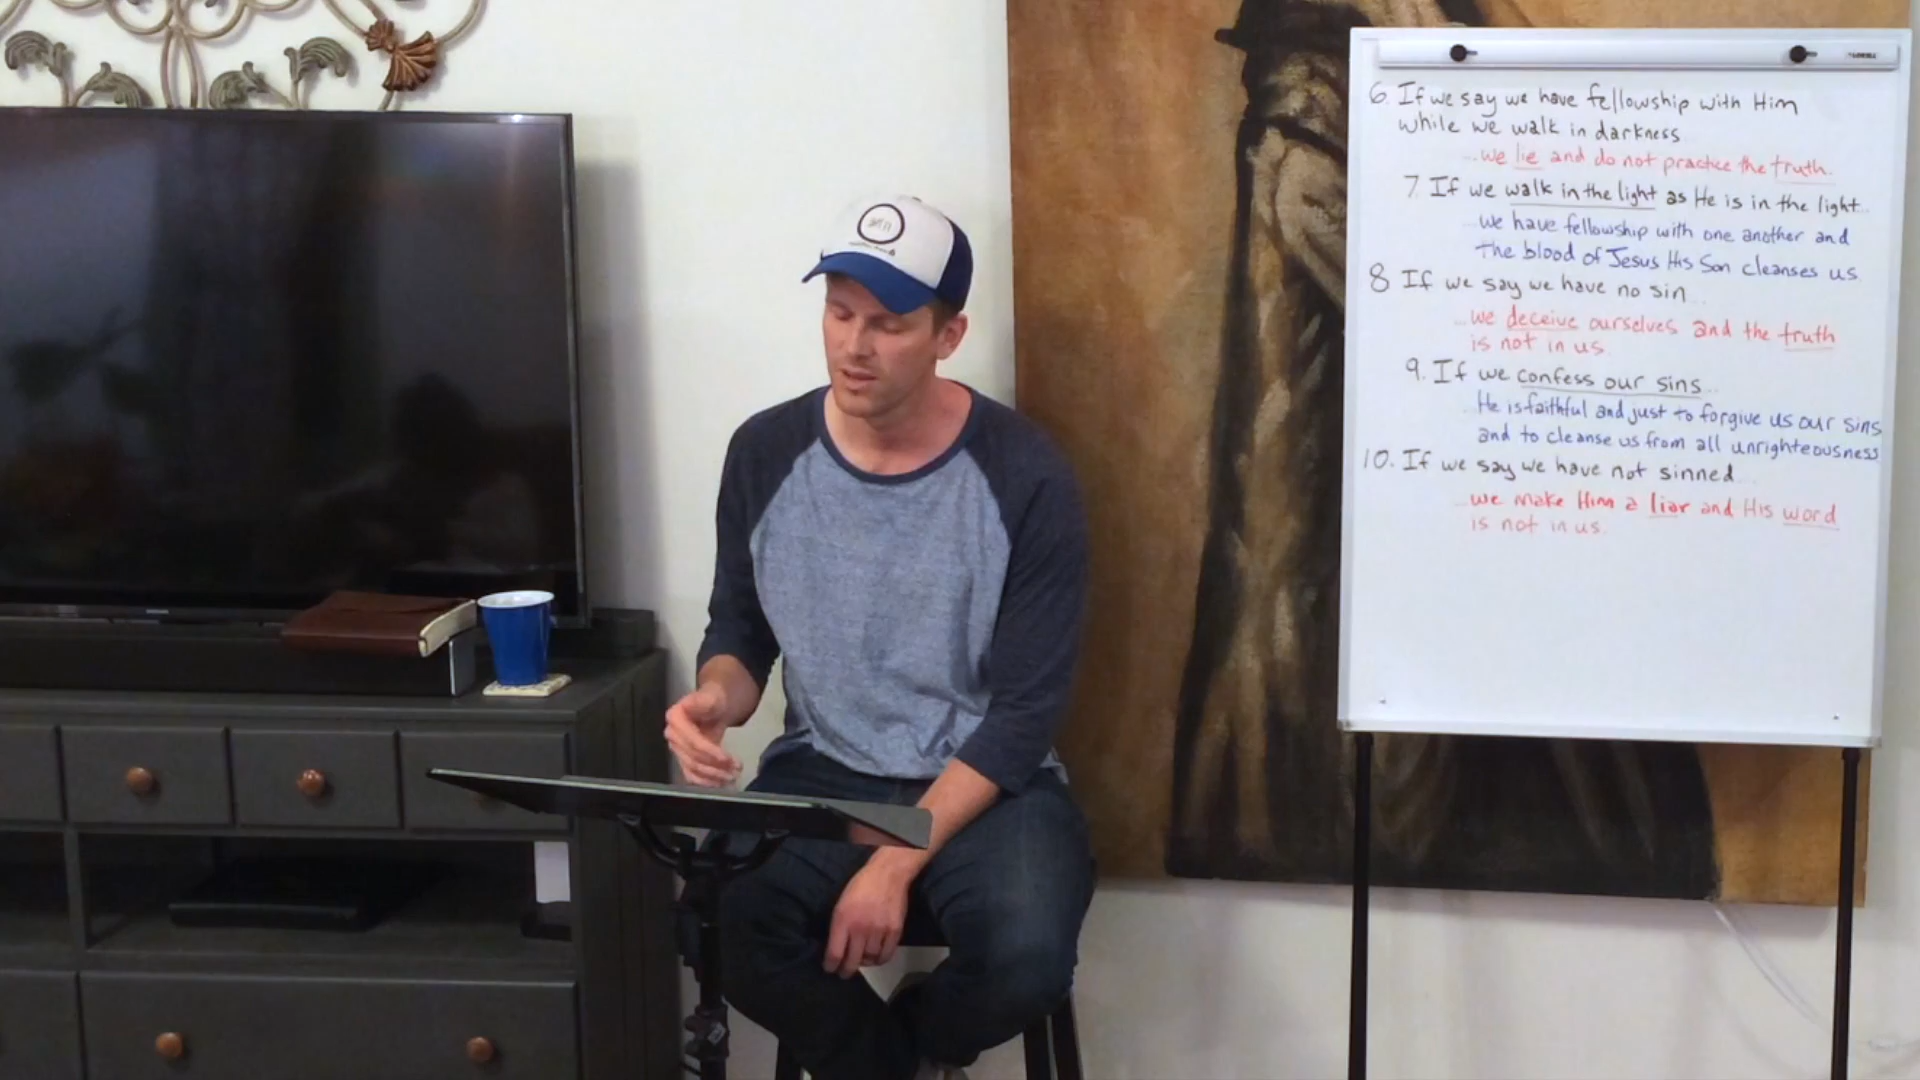 6. If we say we have fellowship with Him
while we walk in darkness
...we lie and do not practice the truth.
7. If we walk in the light as He is in the light...
...we have fellowship with one another and
the blood of Jesus His Son cleanses us
8 If we say we have no sin...
...we deceive ourselves and the truth
is not in us.
9. If we confess our sins...
...He is faithful and just to forgive us our sins
and to cleanse us from all unrighteousness
10. If we say we have not sinned...
...we make Him a liar and His word
is not in us.